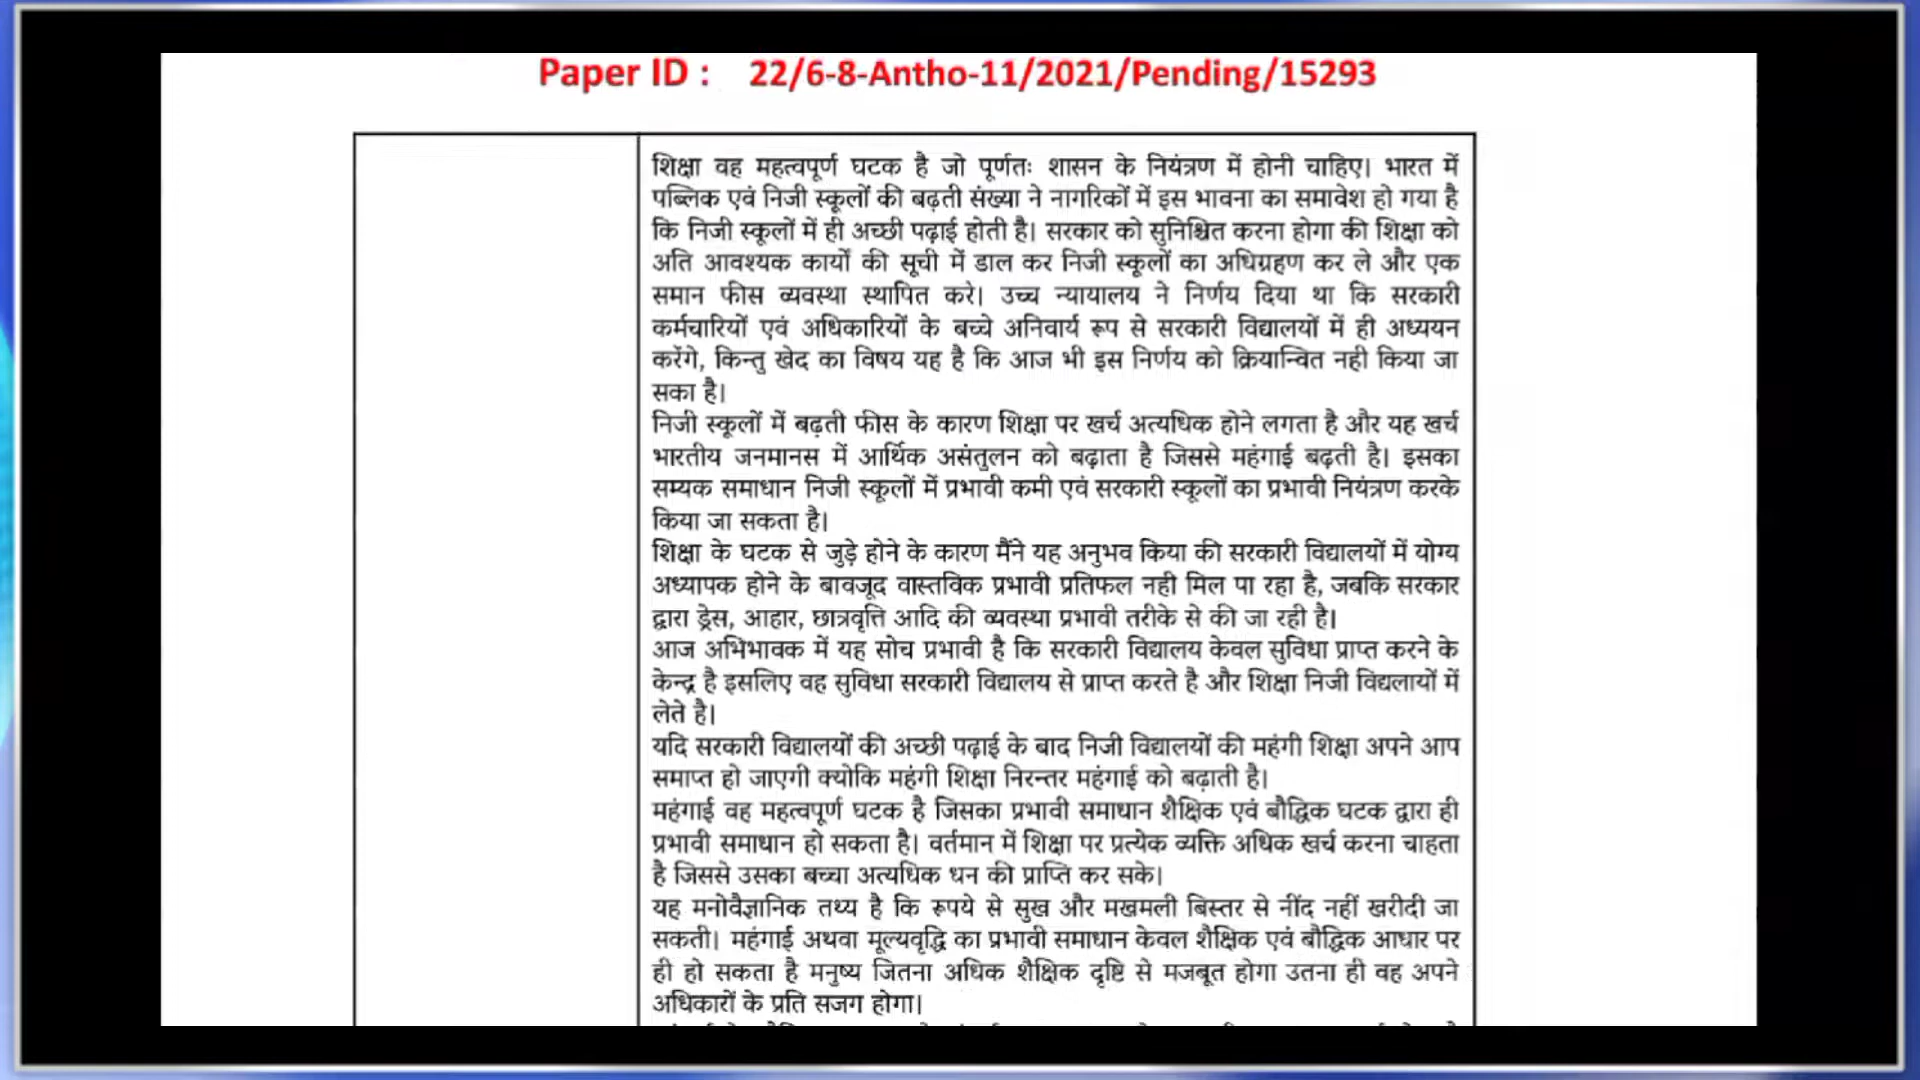 Paper ID :    22/6-8-Antho-11/2021/Pending/15293
शिक्षा वह महत्वपूर्ण घटक है जो पूर्णतः शासन के नियंत्रण में होनी चाहिए। भारत में
पब्लिक एवं निजी स्कूलों की बढ़ती संख्या ने नागरिकों में इस भावना का समावेश हो गया है
कि निजी स्कूलों में ही अच्छी पढ़ाई होती है। सरकार को सुनिश्चित करना होगा की शिक्षा को
अति आवश्यक कार्यों की सूची में डाल कर निजी स्कूलों का अधिग्रहण कर ले और एक
समान फीस व्यवस्था स्थापित करे। उच्च न्यायालय ने निर्णय दिया था कि सरकारी
कर्मचारियों एवं अधिकारियों के बच्चे अनिवार्य रूप से सरकारी विद्यालयों में ही अध्ययन
करेंगे, किन्तु खेद का विषय यह है कि आज भी इस निर्णय को क्रियान्वित नही किया जा
सका है।
निजी स्कूलों में बढ़ती फीस के कारण शिक्षा पर खर्च अत्यधिक होने लगता है और यह खर्च
भारतीय जनमानस में आर्थिक असंतुलन को बढ़ाता है जिससे महंगाई बढ़ती है। इसका
सम्यक समाधान निजी स्कूलों में प्रभावी कमी एवं सरकारी स्कूलों का प्रभावी नियंत्रण करके
किया जा सकता है।
शिक्षा के घटक से जुड़े होने के कारण मैंने यह अनुभव किया की सरकारी विद्यालयों में योग्य
अध्यापक होने के बावजूद वास्तविक प्रभावी प्रतिफल नही मिल पा रहा है, जबकि सरकार
द्वारा ड्रेस, आहार, छात्रवृत्ति आदि की व्यवस्था प्रभावी तरीके से की जा रही है।
आज अभिभावक में यह सोच प्रभावी है कि सरकारी विद्यालय केवल सुविधा प्राप्त करने के
केन्द्र है इसलिए वह सुविधा सरकारी विद्यालय से प्राप्त करते है और शिक्षा निजी विद्यलायों में
लेते है।
यदि सरकारी विद्यालयों की अच्छी पढ़ाई के बाद निजी विद्यालयों की महंगी शिक्षा अपने आप
समाप्त हो जाएगी क्योकि महंगी शिक्षा निरन्तर महंगाई को बढ़ाती है।
महंगाई वह महत्वपूर्ण घटक है जिसका प्रभावी समाधान शैक्षिक एवं बौद्धिक घटक द्वारा ही
प्रभावी समाधान हो सकता है। वर्तमान में शिक्षा पर प्रत्येक व्यक्ति अधिक खर्च करना चाहता
है जिससे उसका बच्चा अत्यधिक धन की प्राप्ति कर सके।
यह मनोवैज्ञानिक तथ्य है कि रूपये से सुख और मखमली बिस्तर से नींद नहीं खरीदी जा
सकती। महंगाई अथवा मूल्यवृद्धि का प्रभावी समाधान केवल शैक्षिक एवं बौद्धिक आधार पर
ही हो सकता है मनुष्य जितना अधिक शैक्षिक दृष्टि से मजबूत होगा उतना ही वह अपने
अधिकारों के प्रति सजग होगा।